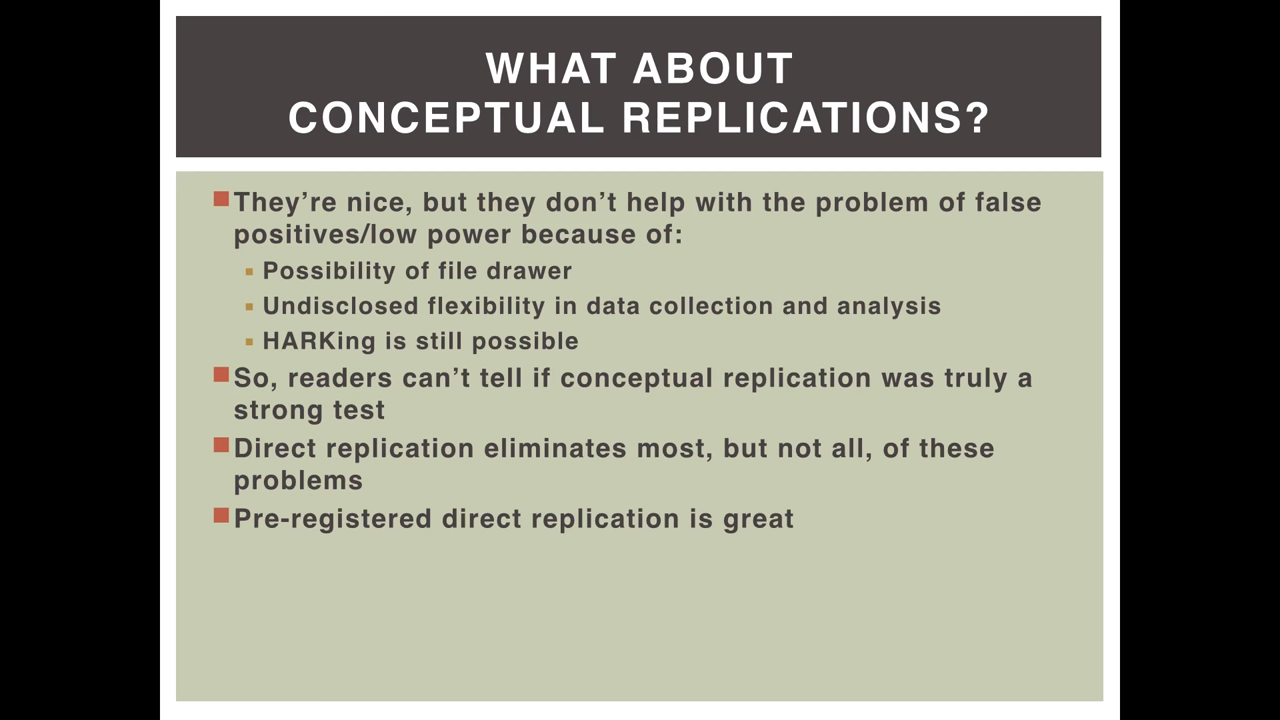 WHAT ABOUT
CONCEPTUAL REPLICATIONS?
They’re nice, but they don’t help with the problem of false
positives/low power because of:
Possibility of file drawer
Undisclosed flexibility in data collection and analysis
HARKing is still possible
So, readers can’t tell if conceptual replication was truly a
strong test
Direct replication eliminates most, but not all, of these
problems
Pre-registered direct replication is great